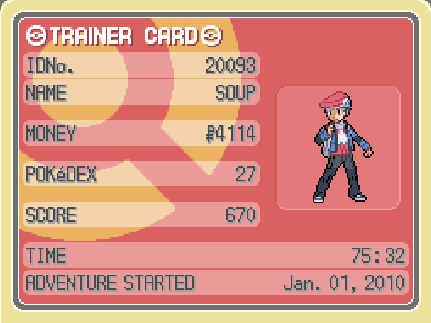 TRAINER CARD
IDNo. 20093
NAME SOUP
MONEY ₽4114
POKéDEX 27
SCORE 670
TIME 75:32
ADVENTURE STARTED Jan. 01, 2010